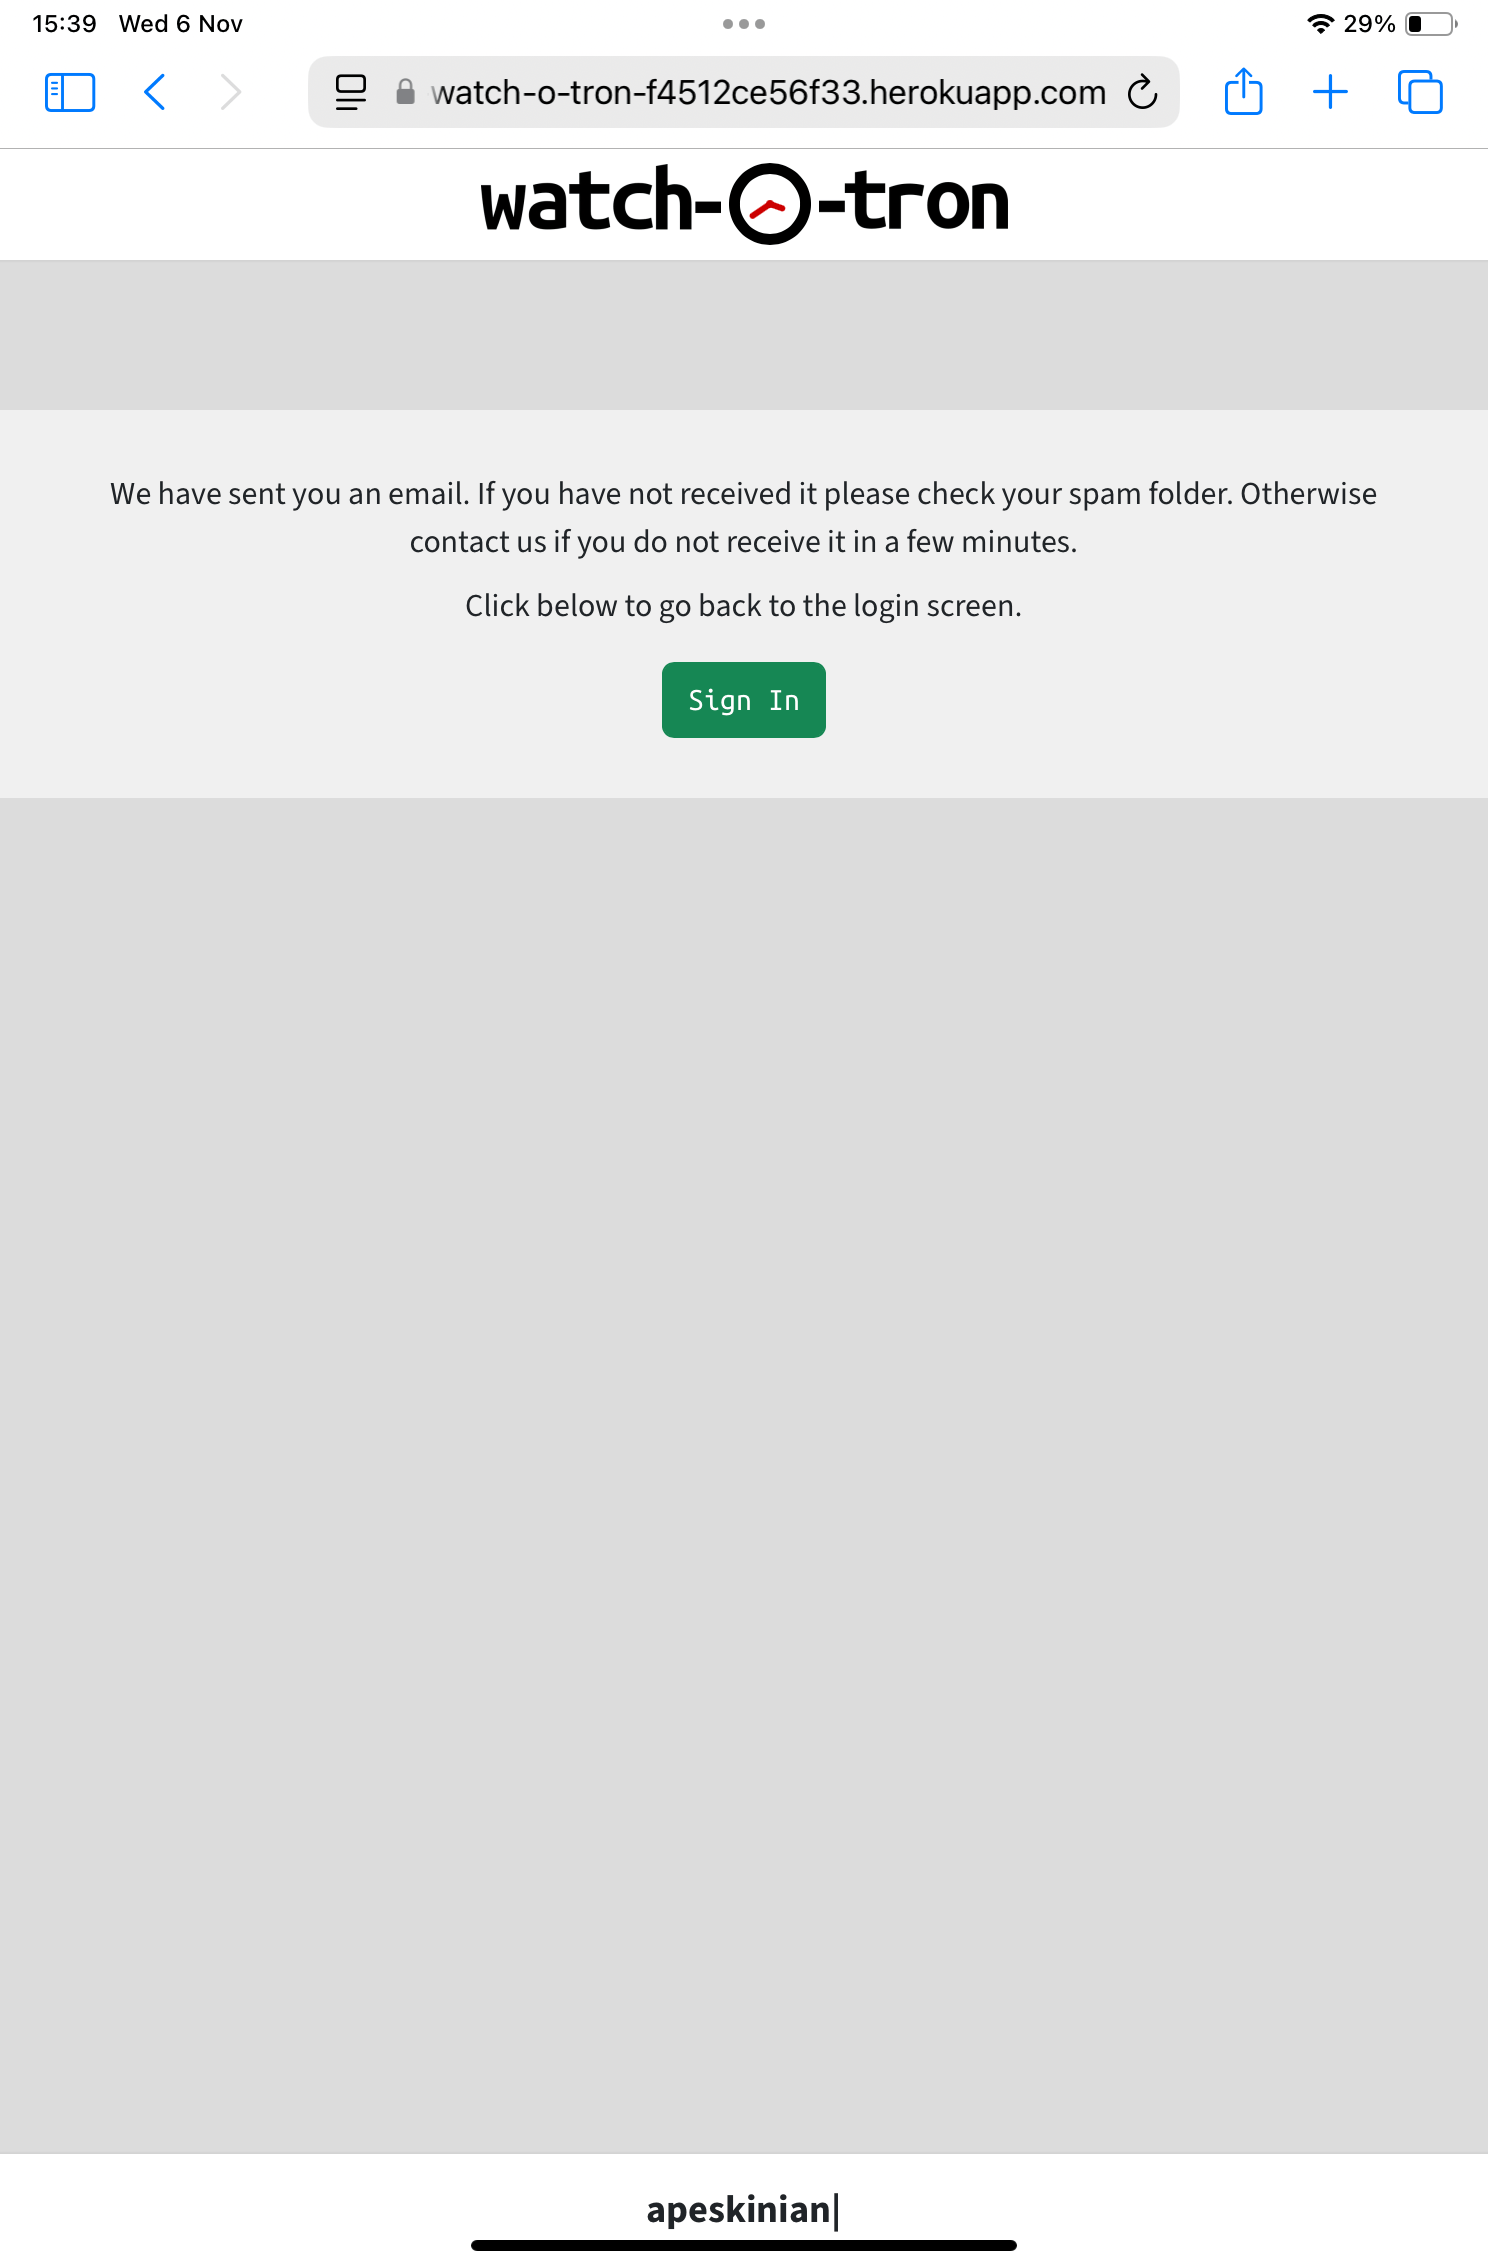 15:39 Wed 6 Nov 29%
watch-o-tron-f4512ce56f33.herokuapp.com
watch-O-tron
We have sent you an email. If you have not received it please check your spam folder. Otherwise
contact us if you do not receive it in a few minutes.
Click below to go back to the login screen.
Sign In
apeskinian|